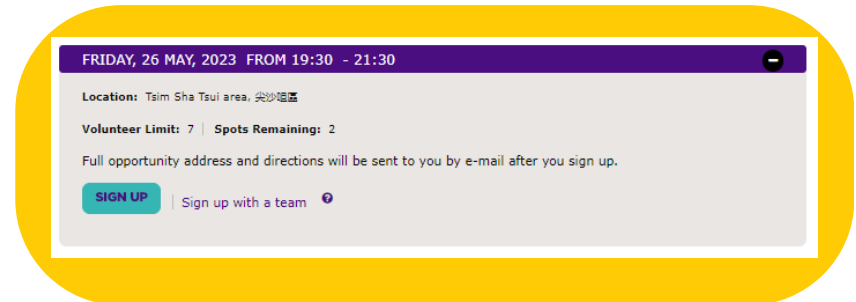 FRIDAY, 26 MAY, 2023 FROM 19:30 - 21:30
Location: Tsim Sha Tsui area, 尖沙咀區
Volunteer Limit: 7 | Spots Remaining: 2
Full opportunity address and directions will be sent to you by e-mail after you sign up.
SIGN UP | Sign up with a team ?